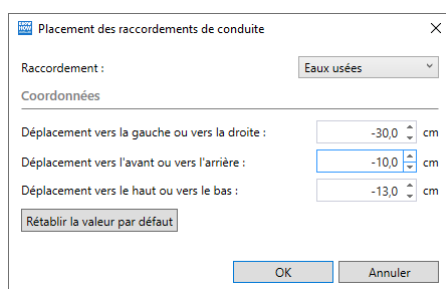 Placement des raccordements de conduite
Raccordement : Eaux usées
Coordonnées
Déplacement vers la gauche ou vers la droite : -30,0 cm
Déplacement vers l'avant ou vers l'arrière : -10,0 cm
Déplacement vers le haut ou vers le bas : -13,0 cm
Rétablir la valeur par défaut
OK Annuler